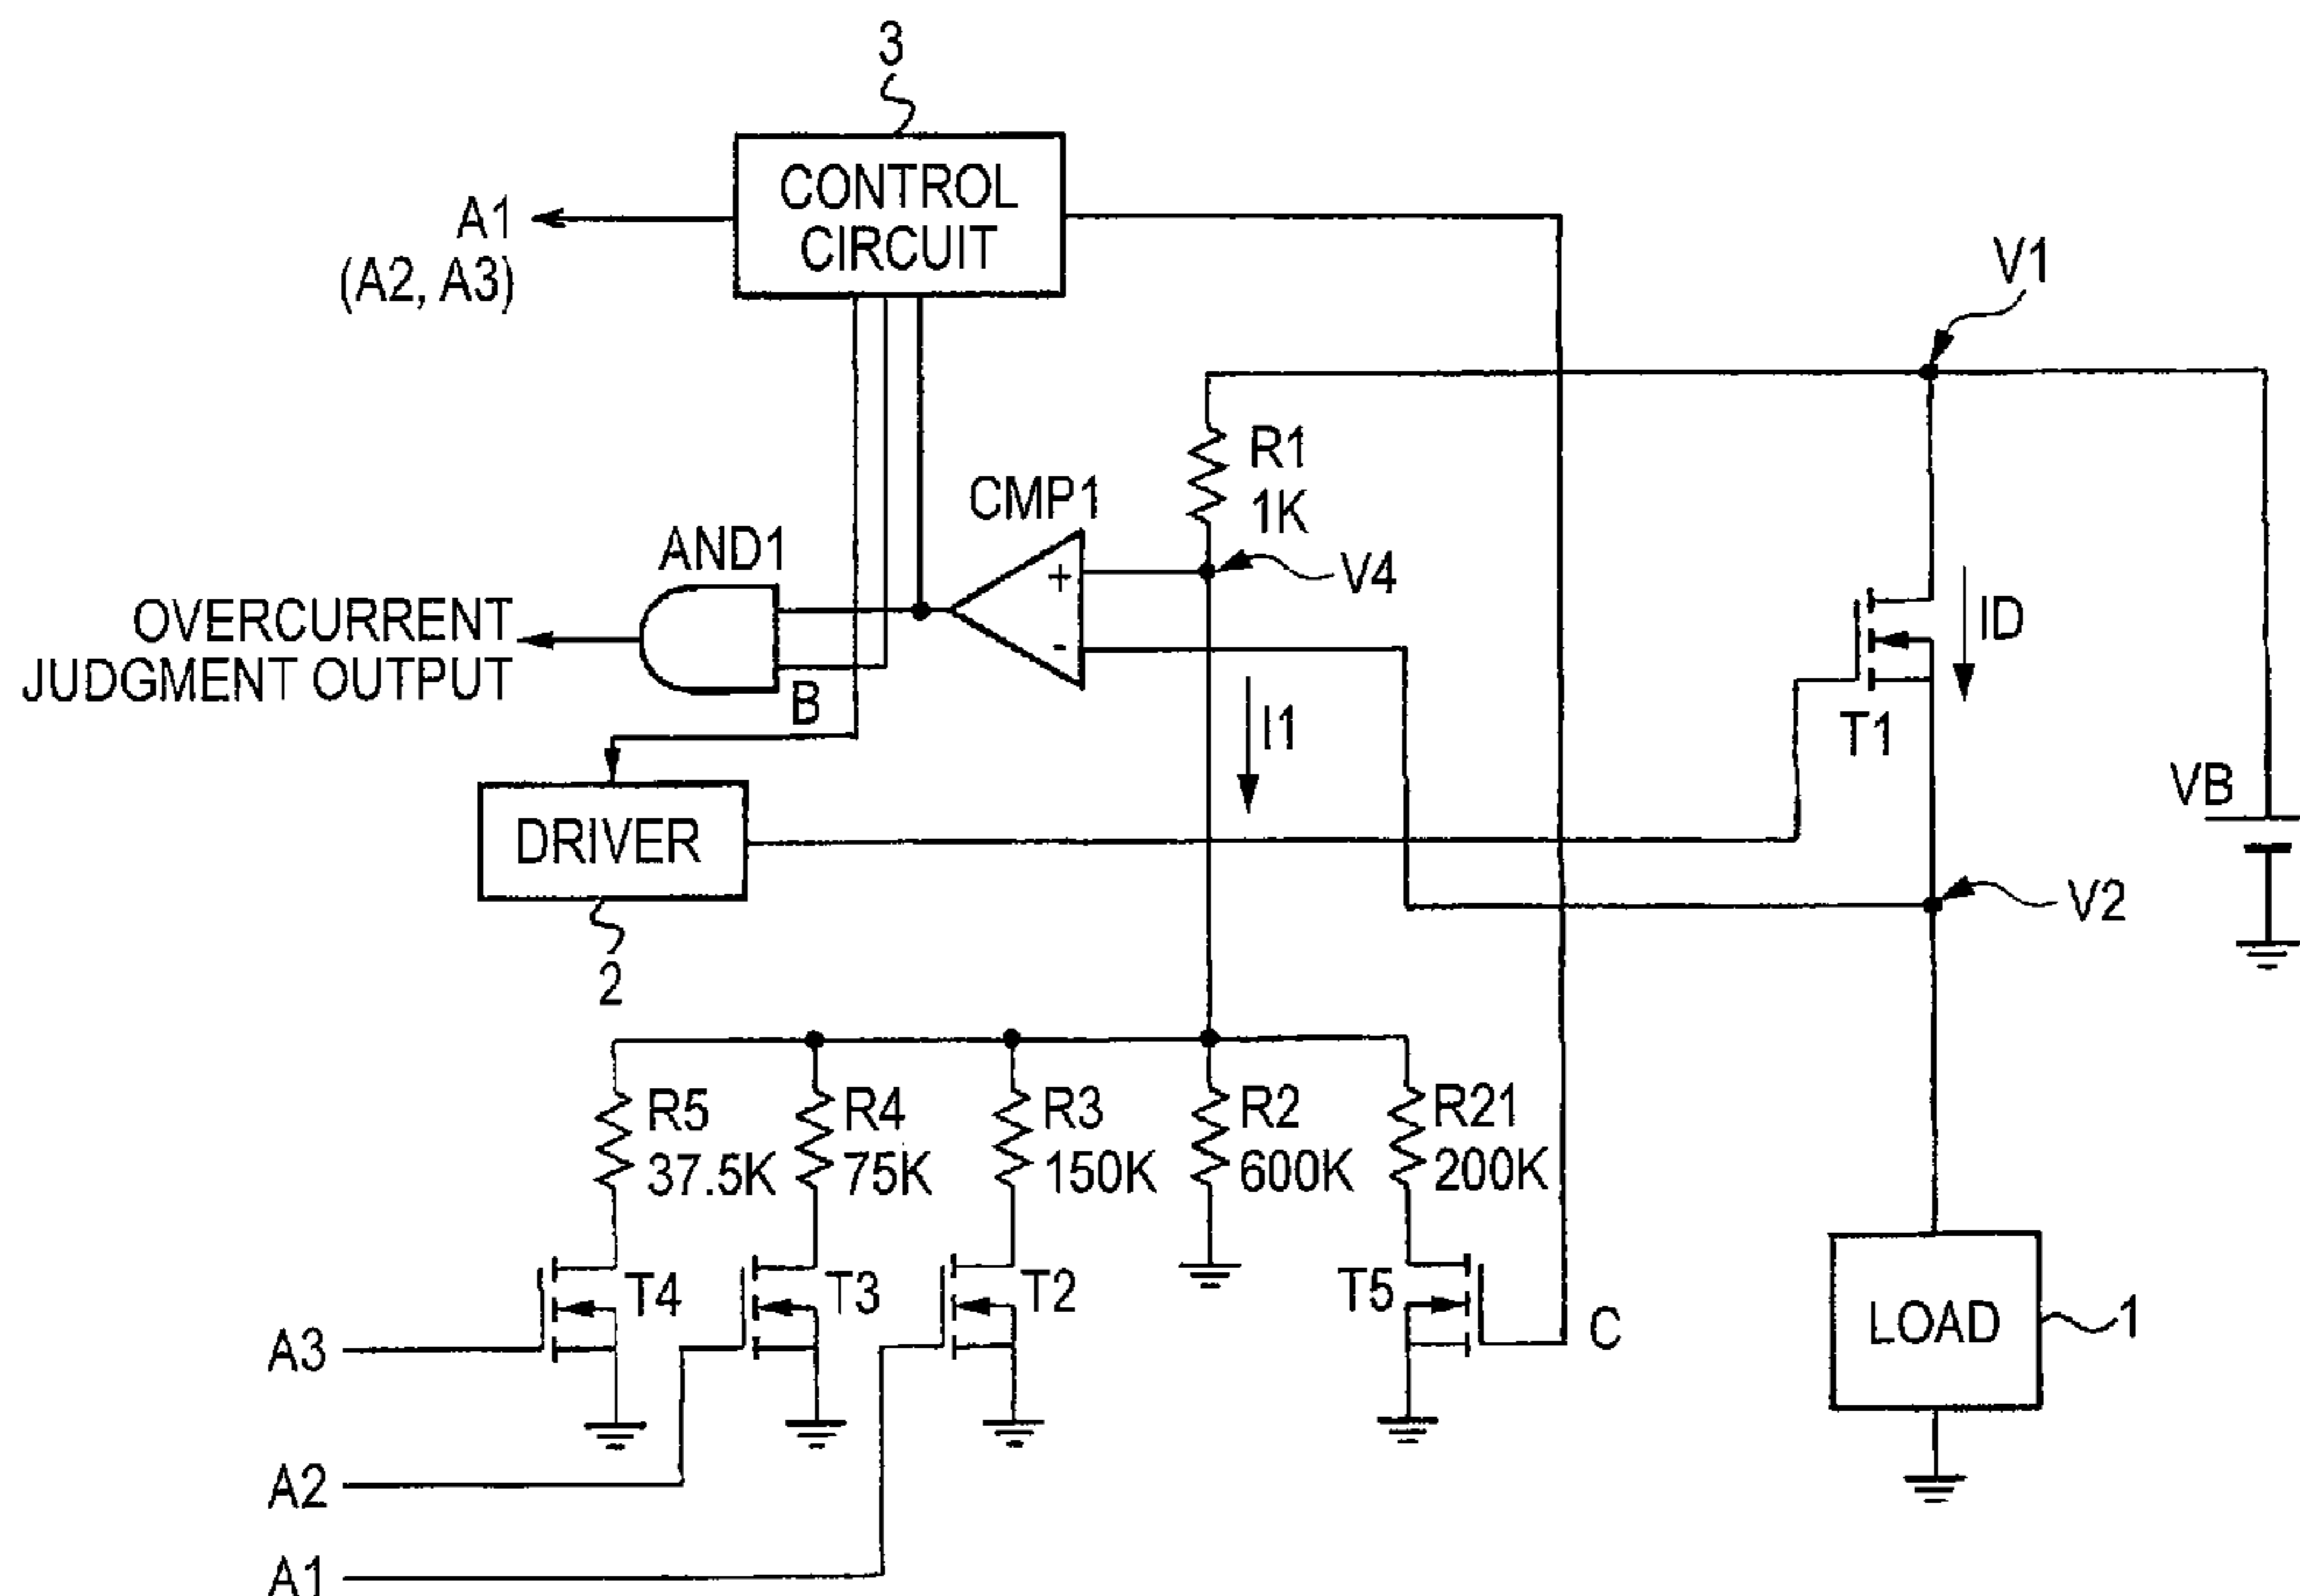 3
CONTROL
CIRCUIT
A1
(A2, A3)
V1
R1
1K
CMP1
AND1
+
-
V4
ID
OVERCURRENT
JUDGMENT OUTPUT
B
I1
T1
VB
DRIVER
V2
2
R5
37.5K
R4
75K
R3
150K
R2
600K
R21
200K
T4
T3
T2
T5
C
LOAD
1
A3
A2
A1